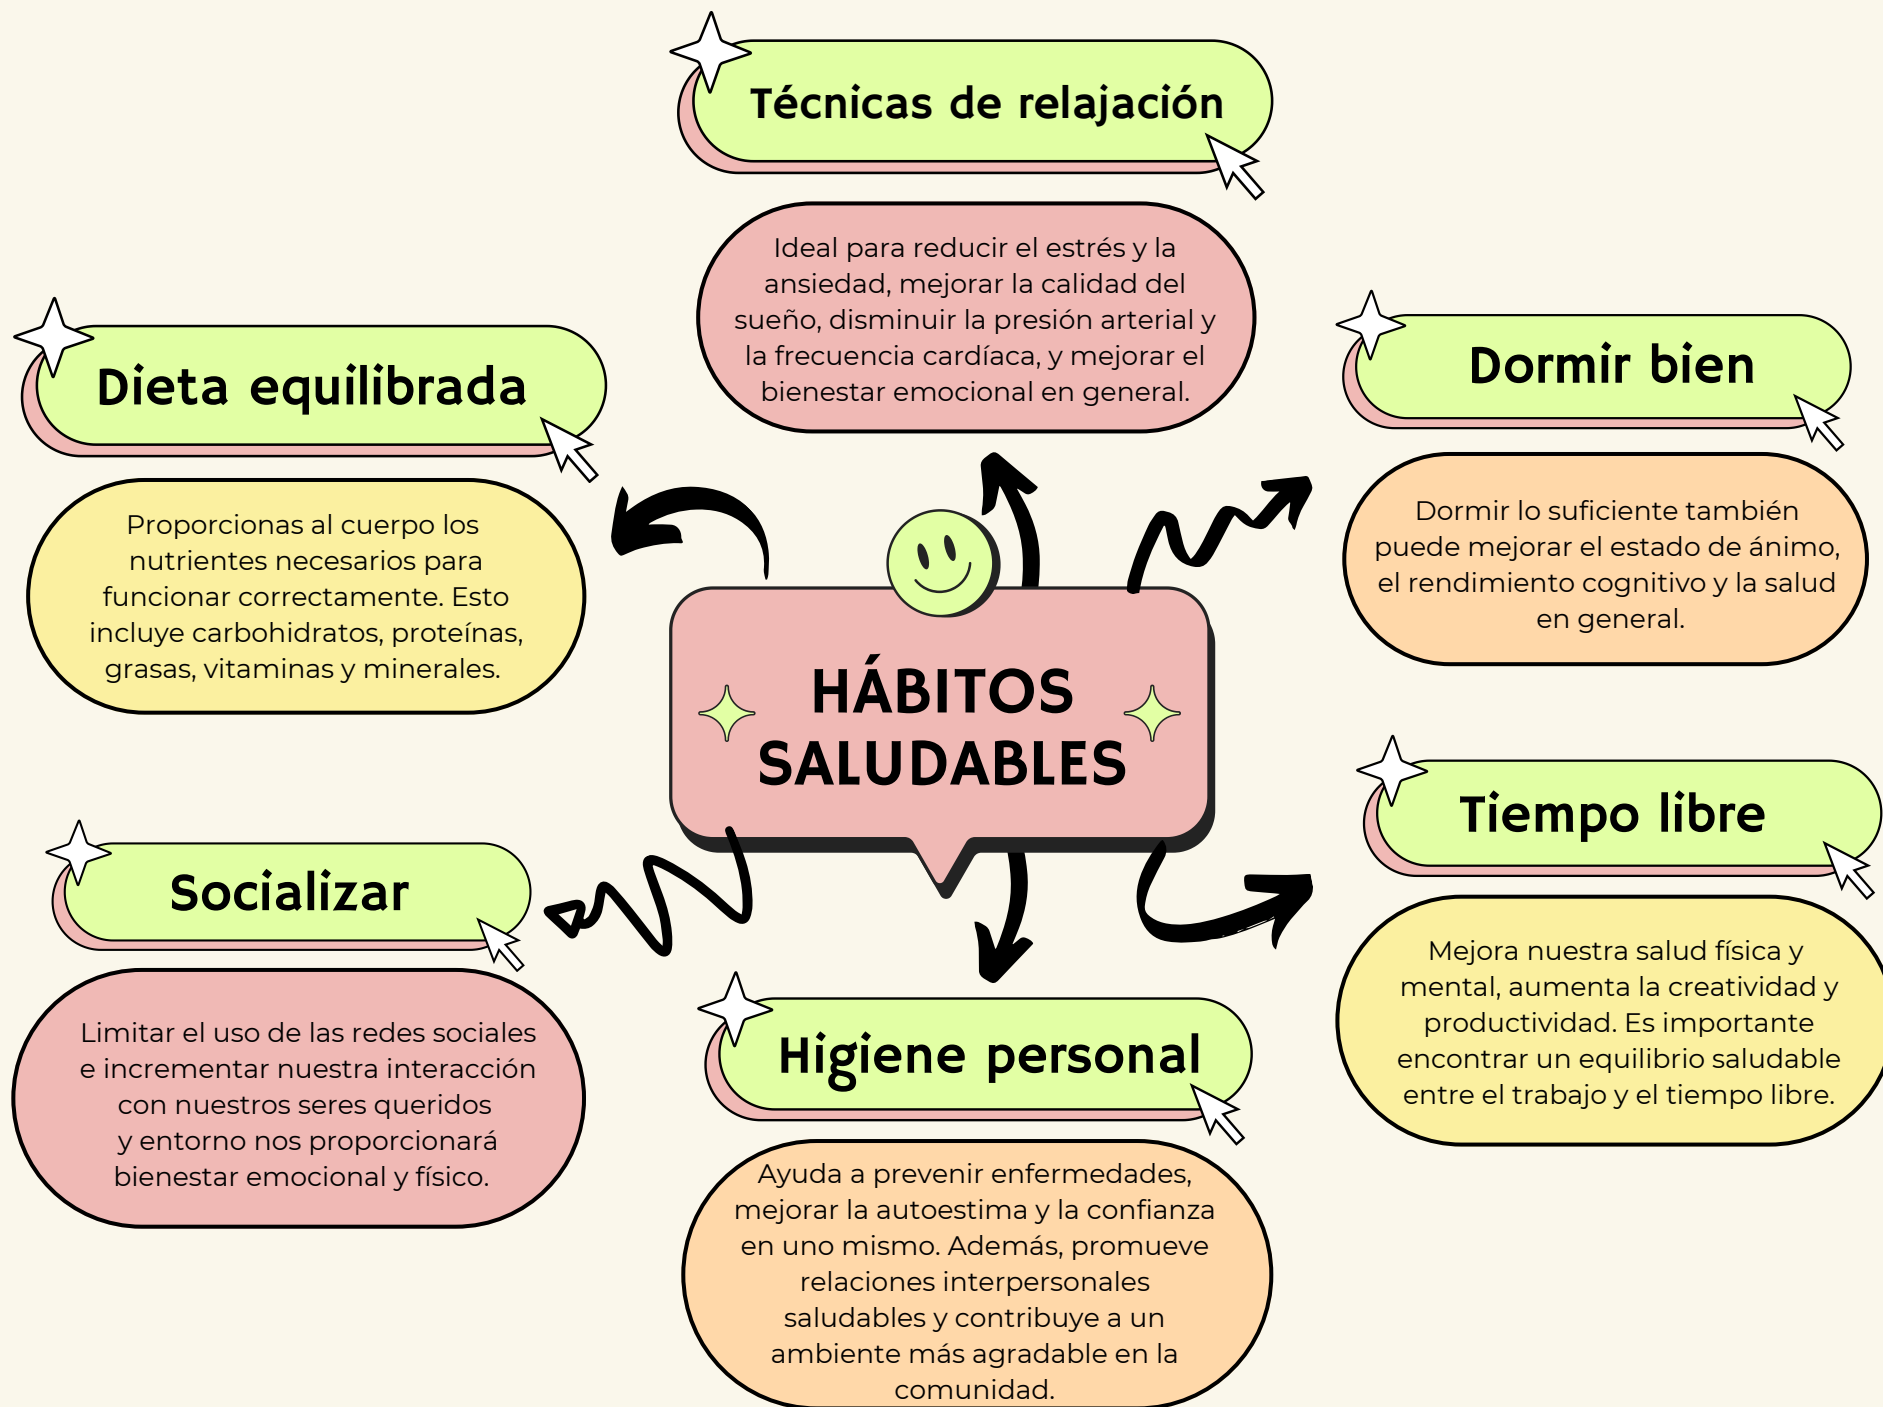 Técnicas de relajación
Ideal para reducir el estrés y la
ansiedad, mejorar la calidad del
sueño, disminuir la presión arterial y
la frecuencia cardíaca, y mejorar el
bienestar emocional en general.
Dieta equilibrada
Proporcionas al cuerpo los
nutrientes necesarios para
funcionar correctamente. Esto
incluye carbohidratos, proteínas,
grasas, vitaminas y minerales.
Dormir bien
Dormir lo suficiente también
puede mejorar el estado de ánimo,
el rendimiento cognitivo y la salud
en general.
HÁBITOS
SALUDABLES
Socializar
Limitar el uso de las redes sociales
e incrementar nuestra interacción
con nuestros seres queridos
y entorno nos proporcionará
bienestar emocional y físico.
Tiempo libre
Mejora nuestra salud física y
mental, aumenta la creatividad y
productividad. Es importante
encontrar un equilibrio saludable
entre el trabajo y el tiempo libre.
Higiene personal
Ayuda a prevenir enfermedades,
mejorar la autoestima y la confianza
en uno mismo. Además, promueve
relaciones interpersonales
saludables y contribuye a un
ambiente más agradable en la
comunidad.